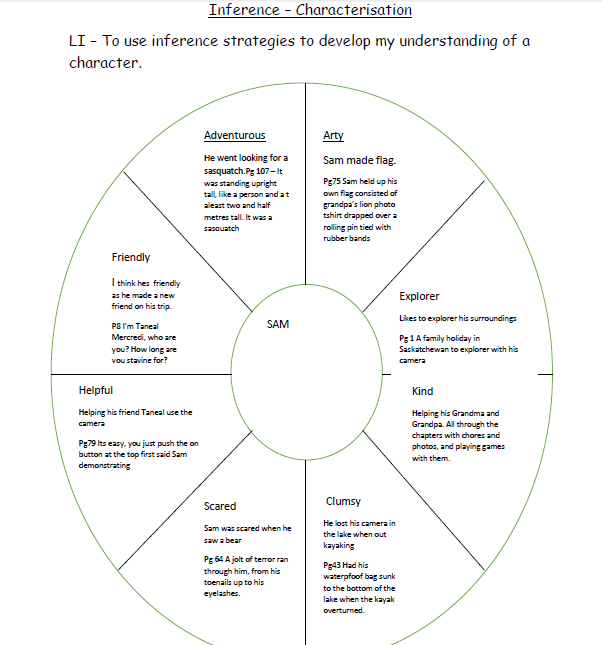 Inference – Characterisation
LI – To use inference strategies to develop my understanding of a
character.
Adventurous
He went looking for a
sasquatch.Pg 107 – It
was standing upright
tall, like a person and a t
aleast two and half
metres tall. It was a
sasquatch
Arty
Sam made flag.
Pg75 Sam held up his
own flag consisted of
grandpa's lion photo
tshirt drapped over a
rolling pin tied with
rubber bands
Friendly
I think hes friendly
as he made a new
friend on his trip.
P8 I'm Taneal
Mercredi, who are
you? How long are
you staying for?
SAM
Explorer
Likes to explorer his surroundings
Pg 1 A family holiday in
Saskatchewan to explorer with his
camera
Helpful
Helping his friend Taneal use the
camera
Pg79 Its easy, you just push the on
button at the top first said Sam
demonstrating
Kind
Helping his Grandma and
Grandpa. All through the
chapters with chores and
photos, and playing games
with them.
Scared
Sam was scared when he
saw a bear
Pg 64 A jolt of terror ran
through him, from his
toenails up to his
eyelashes.
Clumsy
He lost his camera in
the lake when out
kayaking
Pg43 Had his
waterpfoof bag sunk
to the bottom of the
lake when the kayak
overturned.